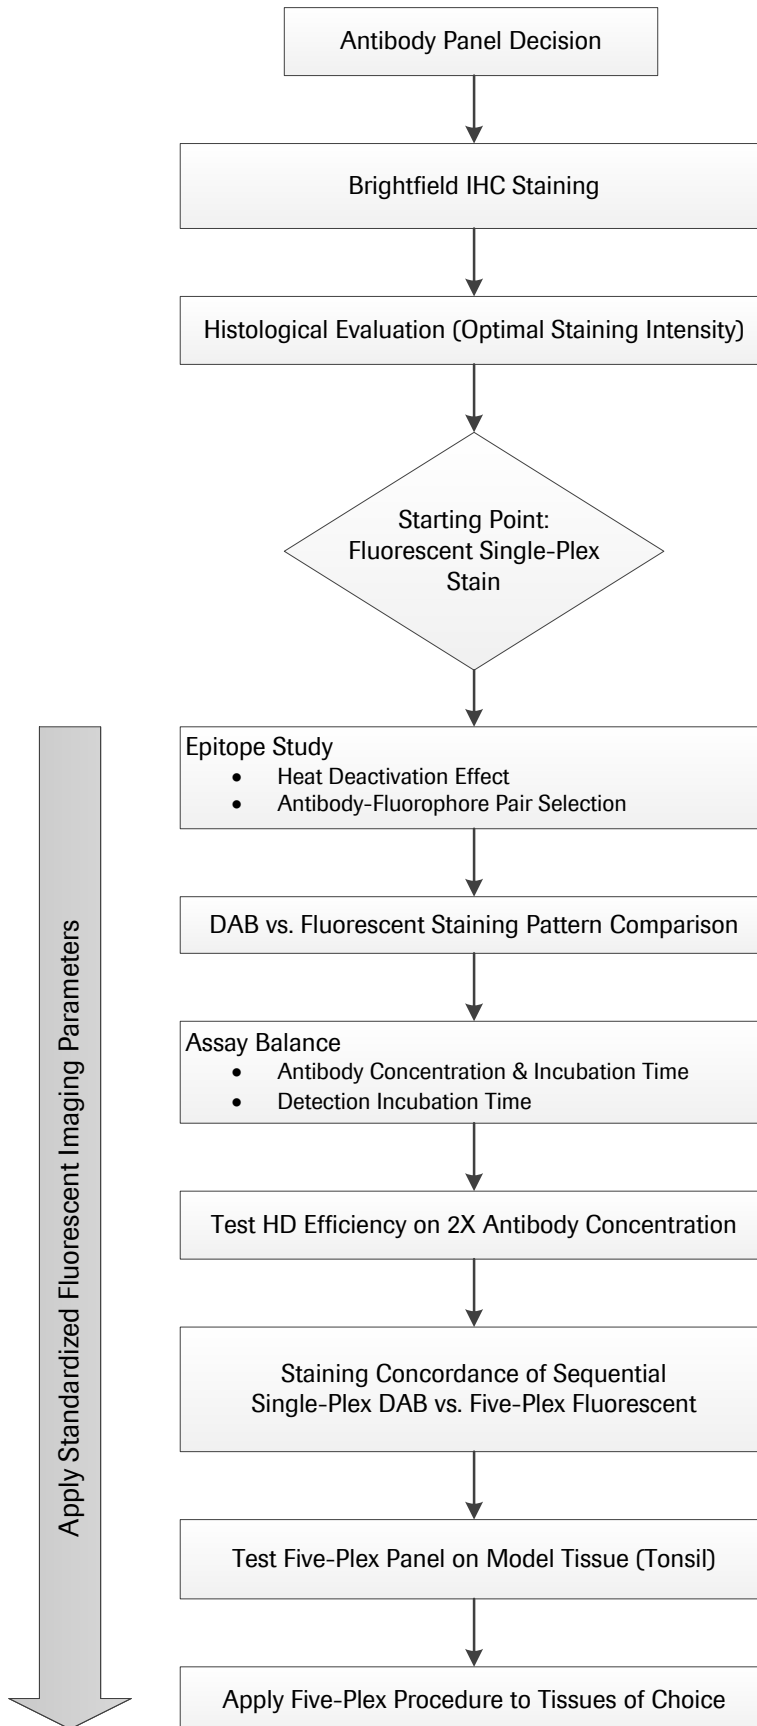 Antibody Panel Decision
Brightfield IHC Staining
Histological Evaluation (Optimal Staining Intensity)
Starting Point:
Fluorescent Single-Plex
Stain
Apply Standardized Fluorescent Imaging Parameters
Epitope Study
• Heat Deactivation Effect
• Antibody-Fluorophore Pair Selection
DAB vs. Fluorescent Staining Pattern Comparison
Assay Balance
• Antibody Concentration & Incubation Time
• Detection Incubation Time
Test HD Efficiency on 2X Antibody Concentration
Staining Concordance of Sequential
Single-Plex DAB vs. Five-Plex Fluorescent
Test Five-Plex Panel on Model Tissue (Tonsil)
Apply Five-Plex Procedure to Tissues of Choice